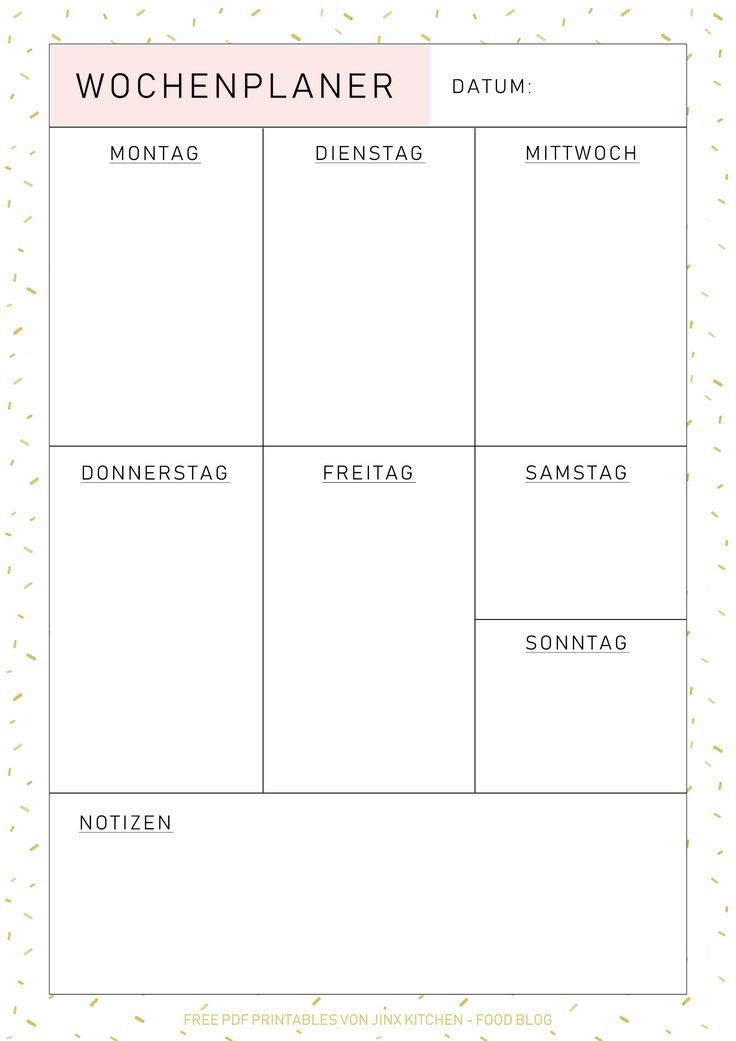 WOCHENPLANER
DATUM:
MONTAG
DIENSTAG
MITTWOCH
DONNERSTAG
FREITAG
SAMSTAG
SONNTAG
NOTIZEN
FREE PDF PRINTABLES VON JINX KITCHEN - FOOD BLOG